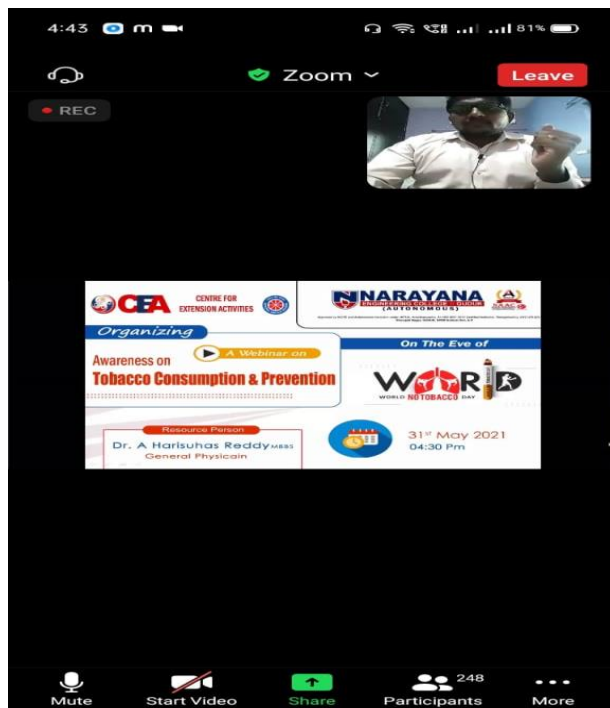 4:43 m 81%
Zoom
Leave
REC
CEA
CENTRE FOR
EXTENSION ACTIVITIES
NARAYANA
ENGINEERING COLLEGE - GUDUR
(AUTONOMOUS)
Organizing
A Webinar on
Awareness on
Tobacco Consumption & Prevention
On The Eve of
WORLD
WORLD NO TOBACCO DAY
Resource Person
Dr. A Harisuhas Reddy MBBS
General Physicain
31st May 2021
04:30 Pm
Mute
Start Video
Share
248
Participants
More